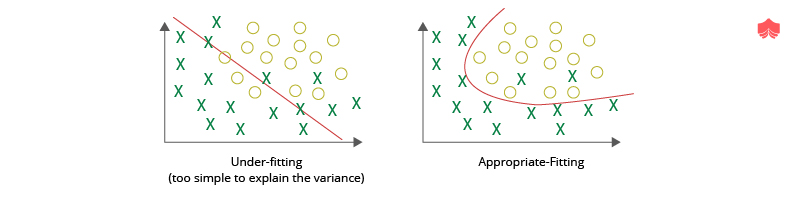 Under-fitting
(too simple to explain the variance)
Appropriate-Fitting